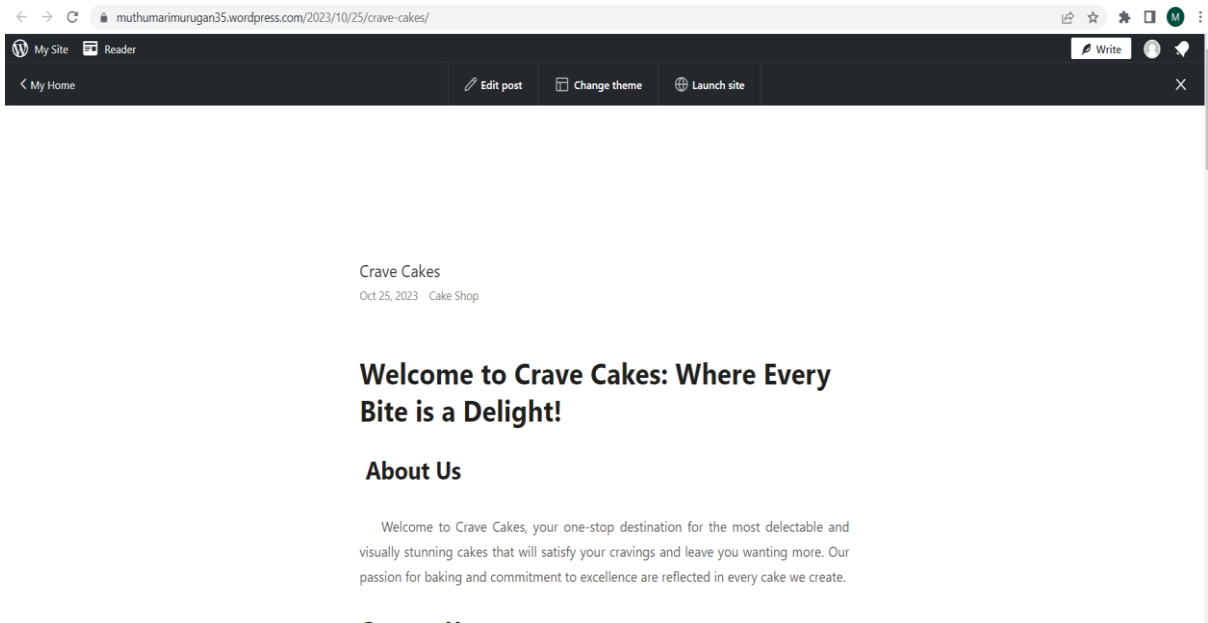 muthumarimurugan35.wordpress.com/2023/10/25/crave-cakes/
M
My Site Reader Write
My Home Edit post Change theme Launch site
Crave Cakes
Oct 25, 2023 Cake Shop
Welcome to Crave Cakes: Where Every
Bite is a Delight!
About Us
Welcome to Crave Cakes, your one-stop destination for the most delectable and
visually stunning cakes that will satisfy your cravings and leave you wanting more. Our
passion for baking and commitment to excellence are reflected in every cake we create.